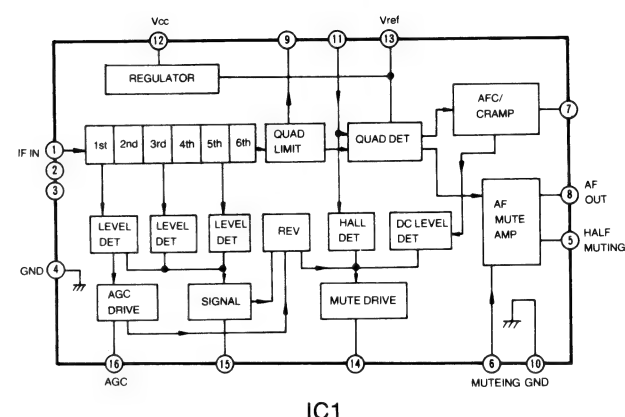 Vcc
Vref
12
9
11
13
REGULATOR
AFC/
CRAMP
7
1st 2nd 3rd 4th 5th 6th
QUAD
LIMIT
QUAD DET
IF IN
1
2
3
AF
MUTE
AMP
8
AF
OUT
5
HALF
MUTING
LEVEL
DET
LEVEL
DET
LEVEL
DET
REV
HALL
DET
DC LEVEL
DET
GND
4
AGC
DRIVE
SIGNAL
MUTE DRIVE
16
15
14
6
10
AGC
MUTEING GND
IC1